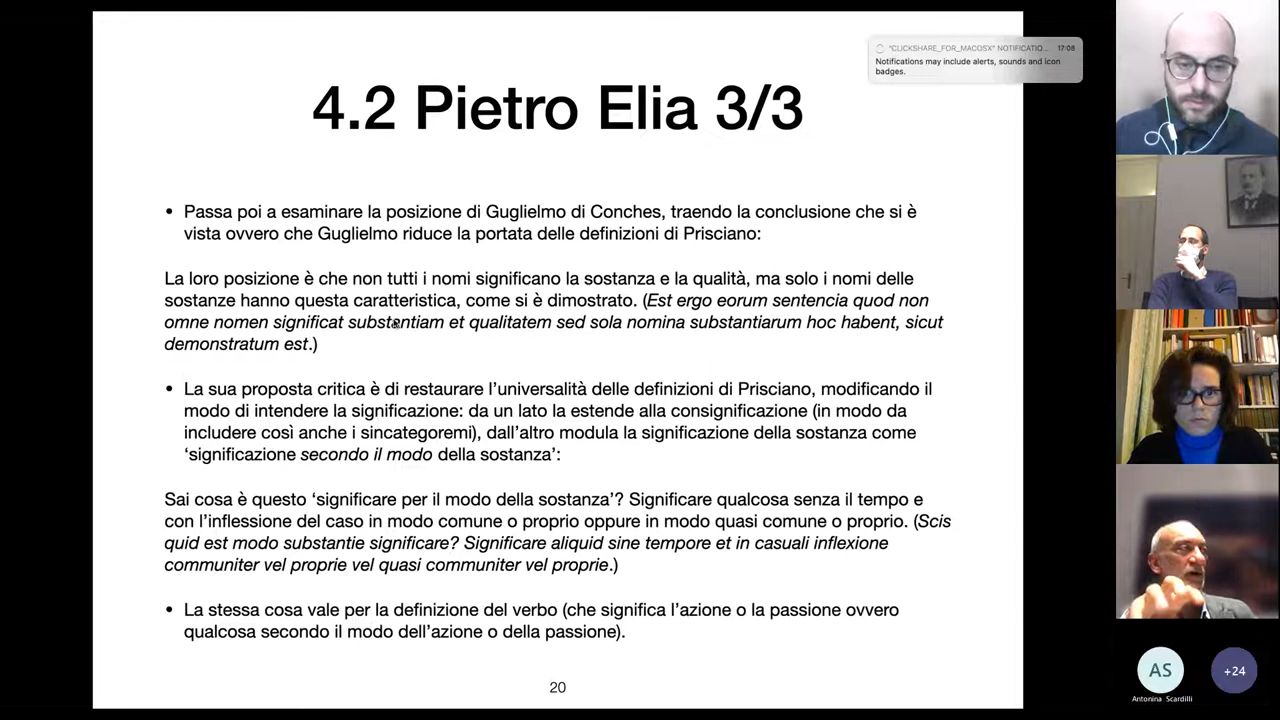 "CLICKSHARE_FOR_MACOSX" NOTIFICATIO... 17:08
Notifications may include alerts, sounds and icon
badges.
4.2 Pietro Elia 3/3
• Passa poi a esaminare la posizione di Guglielmo di Conches, traendo la conclusione che si è
vista ovvero che Guglielmo riduce la portata delle definizioni di Prisciano:
La loro posizione è che non tutti i nomi significano la sostanza e la qualità, ma solo i nomi delle
sostanze hanno questa caratteristica, come si è dimostrato. (Est ergo eorum sentencia quod non
omne nomen significat substantiam et qualitatem sed sola nomina substantiarum hoc habent, sicut
demonstratum est.)
• La sua proposta critica è di restaurare l’universalità delle definizioni di Prisciano, modificando il
modo di intendere la significazione: da un lato la estende alla consignificazione (in modo da
includere così anche i sincategoremi), dall’altro modula la significazione della sostanza come
‘significazione secondo il modo della sostanza’:
Sai cosa è questo ‘significare per il modo della sostanza’? Significare qualcosa senza il tempo e
con l’inflessione del caso in modo comune o proprio oppure in modo quasi comune o proprio. (Scis
quid est modo substantie significare? Significare aliquid sine tempore et in casuali inflexione
communiter vel proprie vel quasi communiter vel proprie.)
• La stessa cosa vale per la definizione del verbo (che significa l’azione o la passione ovvero
qualcosa secondo il modo dell’azione o della passione).
20
AS
+24
Antonina Scardilli